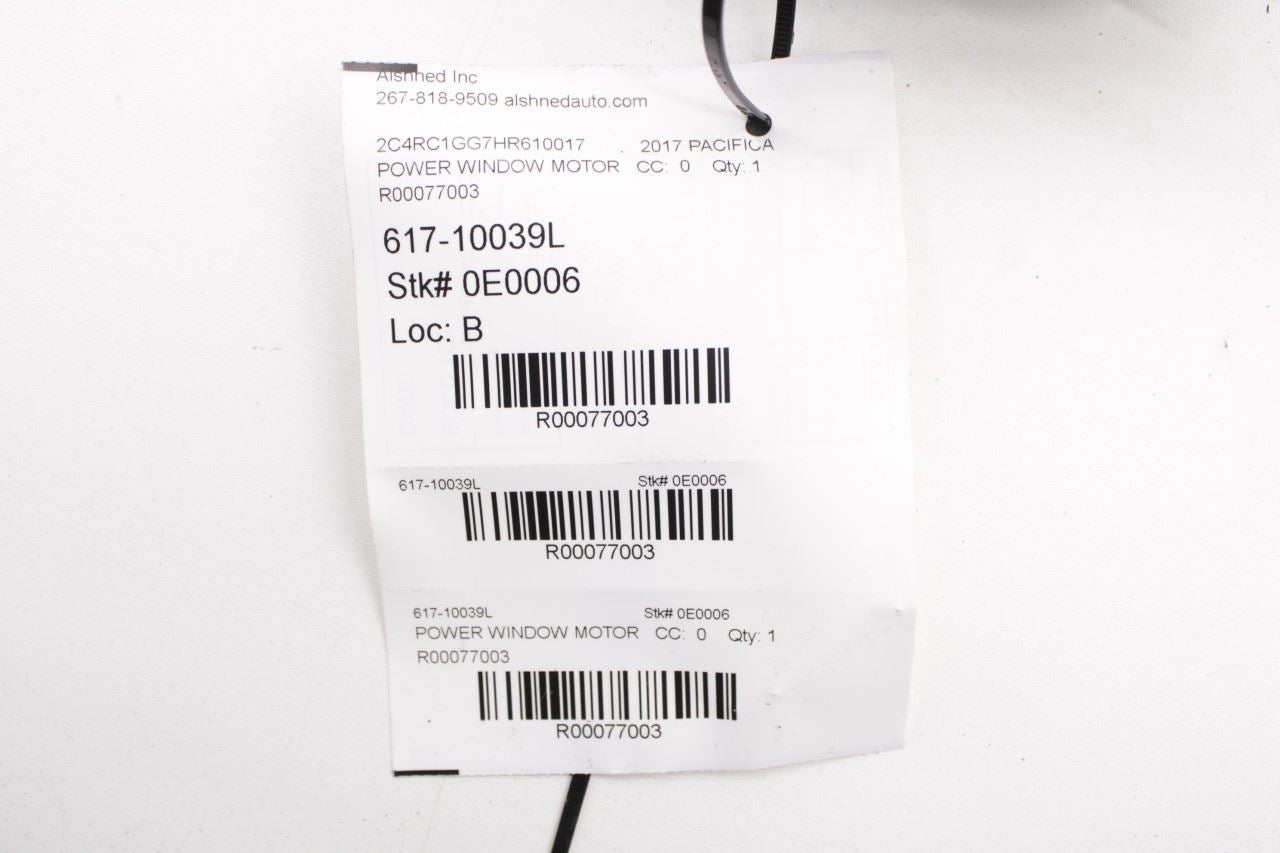 Alshned Inc
267-818-9509 alshnedauto.com
2C4RC1GG7HR610017 . 2017 PACIFICA
POWER WINDOW MOTOR CC: 0 Qty: 1
R00077003
617-10039L
Stk# 0E0006
Loc: B
R00077003
617-10039L Stk# 0E0006
R00077003
617-10039L Stk# 0E0006
POWER WINDOW MOTOR CC: 0 Qty: 1
R00077003
R00077003